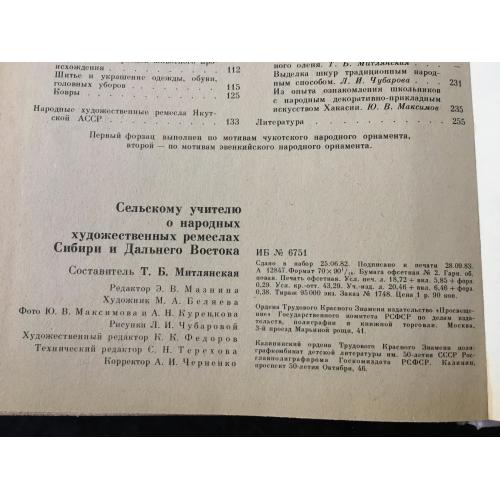 исхождения . . . . . . . . 112
Шитье и украшение одежды, обуви,
головных уборов . . . . . . 115
Ковры . . . . . . . . . . 125
Народные художественные ремесла Якут-
ской АССР . . . . . . . . . 133
ного оленя. Т. Б. Митлянская
Выделка шкур традиционным народ-
ным способом. Л. И. Чубарова . . . 231
Из опыта ознакомления школьников
с народным декоративно-прикладным
искусством Хакасии. Ю. В. Максимов 235
Литература . . . . . . . . . 255
Первый форзац выполнен по мотивам чукотского народного орнамента,
второй — по мотивам эвенкийского народного орнамента.
Сельскому учителю
о народных
художественных ремеслах
Сибири и Дальнего Востока
Составитель Т. Б. Митлянская
Редактор Э. В. Мазнина
Художник М. А. Беляева
Фото Ю. В. Максимова и А. Н. Курецкова
Рисунки Л. И. Чубаровой
Художественный редактор К. К. Федоров
Технический редактор С. Н. Терехова
Корректор А. И. Черненко
ИБ № 6751
Сдано в набор 25.06.82. Подписано к печати 28.09.83.
А 12847. Формат 70×90¹/₁₆. Бумага офсетная № 2. Гарн. об.
новая. Печать офсетная. Усл. печ. л. 18,72 + вкл. 5,85 + форз
0,29. Усл. кр.-отт. 43,29. Уч.-изд. л. 20,46 + вкл. 6,46 + форз.
0,38. Тираж 95 000 экз. Заказ № 1748. Цена 1 р. 90 коп.
Ордена Трудового Красного Знамени издательство «Просвеще-
ние» Государственного комитета РСФСР по делам изда-
тельств, полиграфии и книжной торговли. Москва,
3-й проезд Марьиной рощи, 41.
Калининский ордена Трудового Красного Знамени поли-
графкомбинат детской литературы им. 50-летия СССР Рос-
главполиграфпрома Госкомиздата РСФСР. Калинин,
проспект 50-летия Октября, 46.